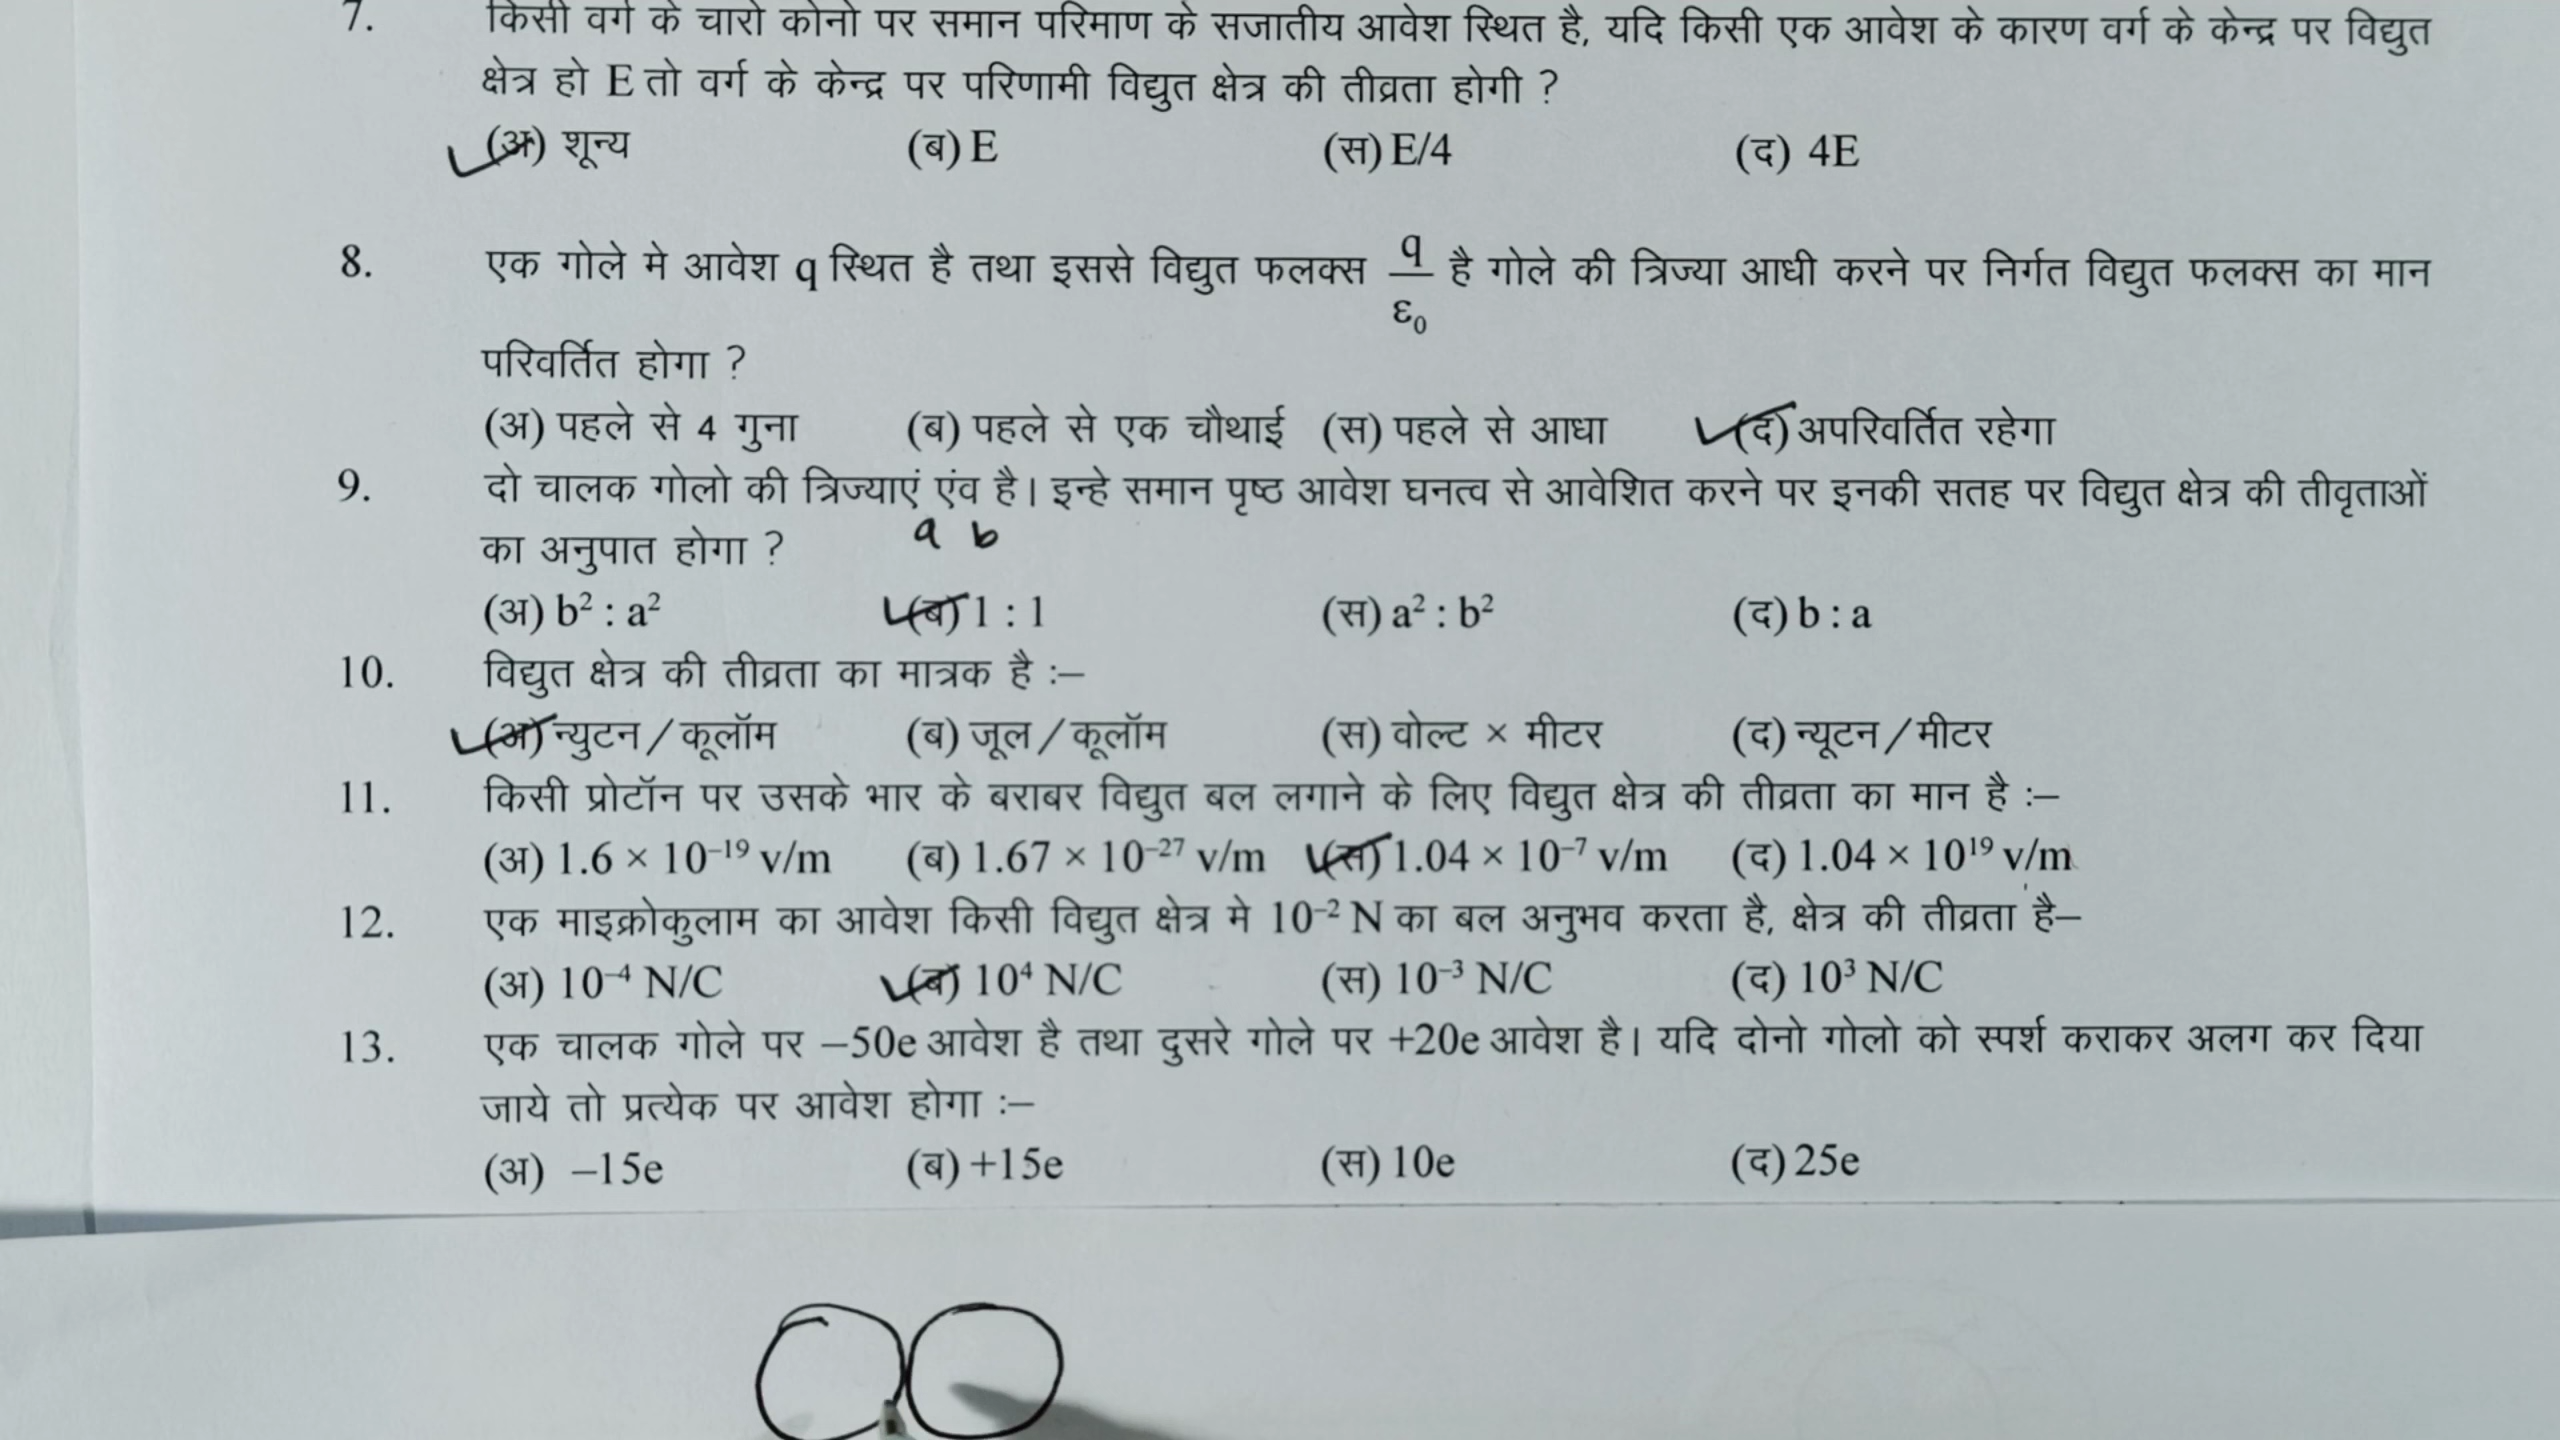 7. किसी वर्ग के चारो कोनो पर समान परिमाण के सजातीय आवेश स्थित है, यदि किसी एक आवेश के कारण वर्ग के केन्द्र पर विद्युत
क्षेत्र हो E तो वर्ग के केन्द्र पर परिणामी विद्युत क्षेत्र की तीव्रता होगी ?
(अ) शून्य (ब) E (स) E/4 (द) 4E
8. एक गोले मे आवेश q स्थित है तथा इससे विद्युत फलक्स q/ε₀ है गोले की त्रिज्या आधी करने पर निर्गत विद्युत फलक्स का मान
परिवर्तित होगा ?
(अ) पहले से 4 गुना (ब) पहले से एक चौथाई (स) पहले से आधा (द) अपरिवर्तित रहेगा
9. दो चालक गोलो की त्रिज्याएं एंव है। इन्हे समान पृष्ठ आवेश घनत्व से आवेशित करने पर इनकी सतह पर विद्युत क्षेत्र की तीवृताओं
a b
का अनुपात होगा ?
(अ) b² : a² (ब) 1 : 1 (स) a² : b² (द) b : a
10. विद्युत क्षेत्र की तीव्रता का मात्रक है :–
(अ) न्युटन/कूलॉम (ब) जूल/कूलॉम (स) वोल्ट × मीटर (द) न्यूटन/मीटर
11. किसी प्रोटॉन पर उसके भार के बराबर विद्युत बल लगाने के लिए विद्युत क्षेत्र की तीव्रता का मान है :–
(अ) 1.6 × 10⁻¹⁹ v/m (ब) 1.67 × 10⁻²⁷ v/m (स) 1.04 × 10⁻⁷ v/m (द) 1.04 × 10¹⁹ v/m
12. एक माइक्रोकुलाम का आवेश किसी विद्युत क्षेत्र मे 10⁻² N का बल अनुभव करता है, क्षेत्र की तीव्रता है–
(अ) 10⁻⁴ N/C (ब) 10⁴ N/C (स) 10⁻³ N/C (द) 10³ N/C
13. एक चालक गोले पर –50e आवेश है तथा दुसरे गोले पर +20e आवेश है। यदि दोनो गोलो को स्पर्श कराकर अलग कर दिया
जाये तो प्रत्येक पर आवेश होगा :–
(अ) –15e (ब) +15e (स) 10e (द) 25e